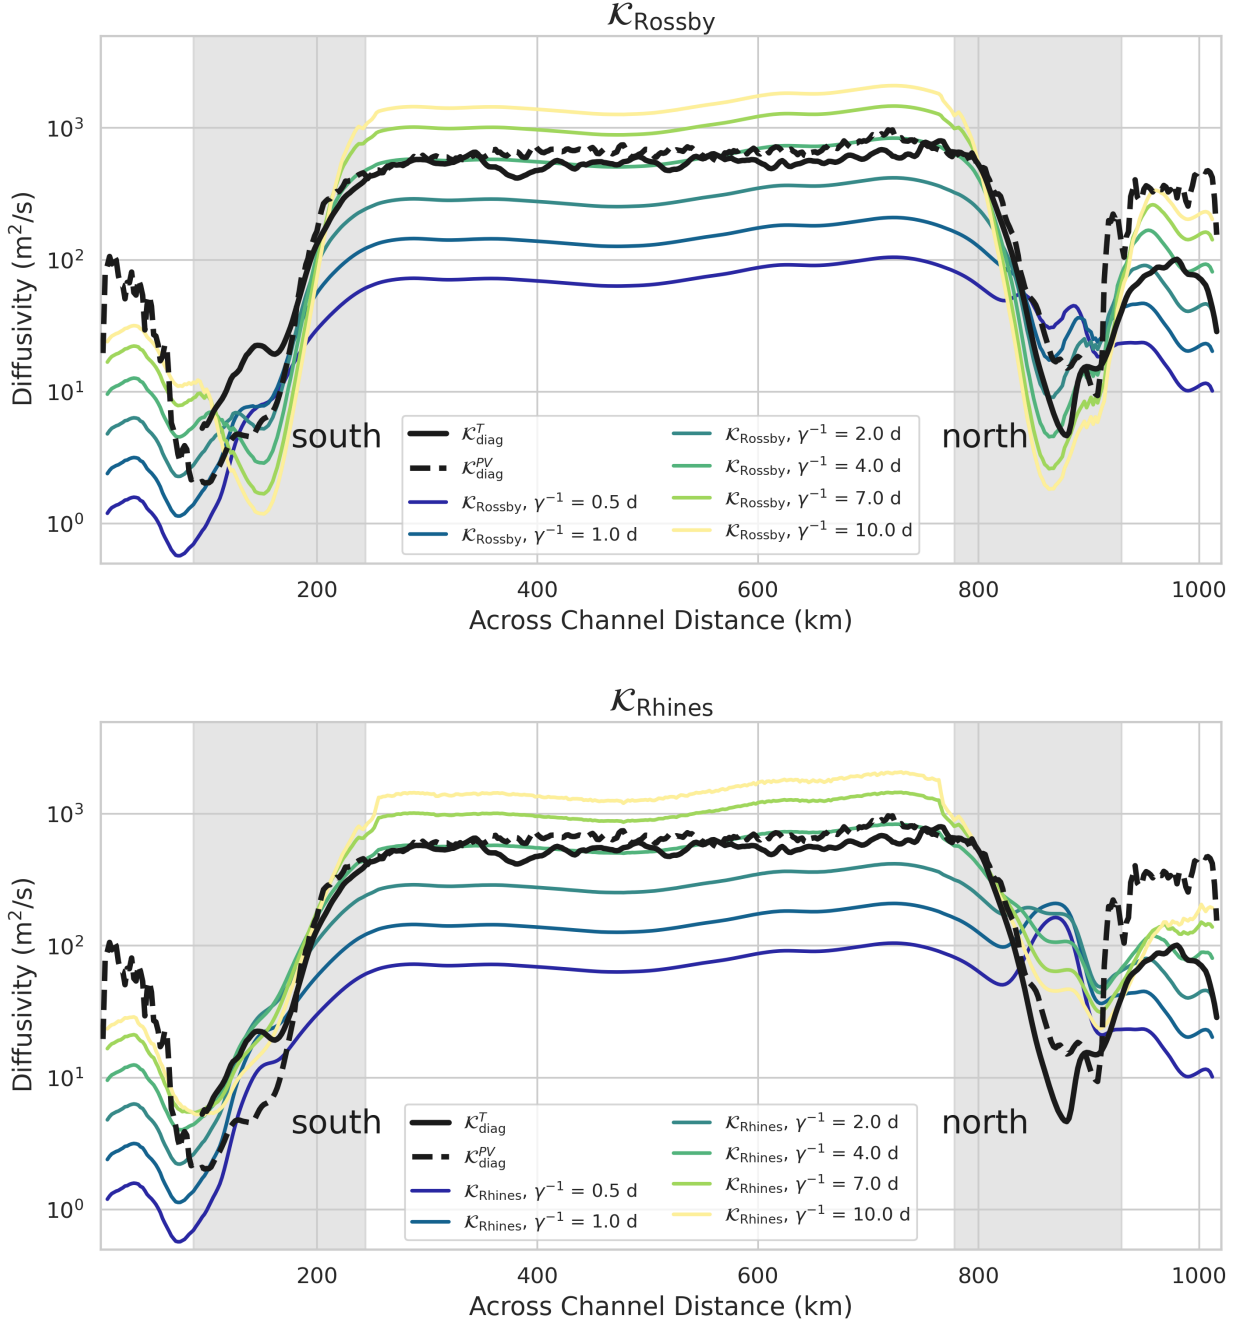 𝒦Rossby
Diffusivity (m²/s)
10³
10²
10¹
10⁰
south
north
𝒦ᵀdiag
𝒦ᴾⱽdiag
𝒦Rossby, γ⁻¹ = 0.5 d
𝒦Rossby, γ⁻¹ = 1.0 d
𝒦Rossby, γ⁻¹ = 2.0 d
𝒦Rossby, γ⁻¹ = 4.0 d
𝒦Rossby, γ⁻¹ = 7.0 d
𝒦Rossby, γ⁻¹ = 10.0 d
200 400 600 800 1000
Across Channel Distance (km)
𝒦Rhines
Diffusivity (m²/s)
10³
10²
10¹
10⁰
south
north
𝒦ᵀdiag
𝒦ᴾⱽdiag
𝒦Rhines, γ⁻¹ = 0.5 d
𝒦Rhines, γ⁻¹ = 1.0 d
𝒦Rhines, γ⁻¹ = 2.0 d
𝒦Rhines, γ⁻¹ = 4.0 d
𝒦Rhines, γ⁻¹ = 7.0 d
𝒦Rhines, γ⁻¹ = 10.0 d
200 400 600 800 1000
Across Channel Distance (km)